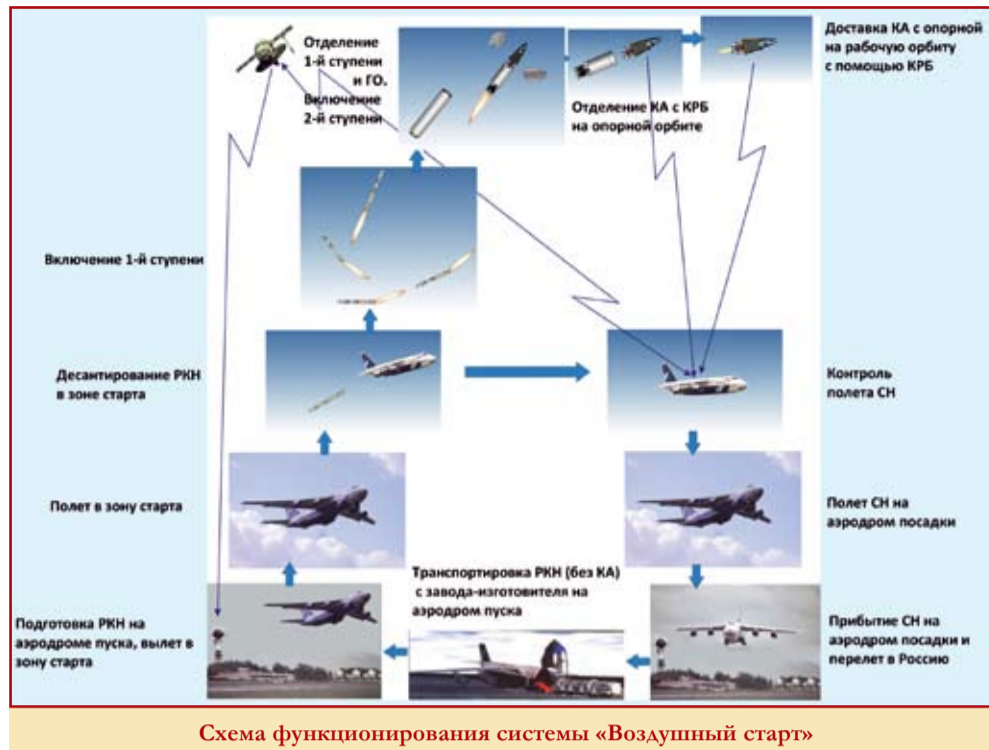 Отделение
1-й ступени
и ГО.
Включение
2-й ступени
Отделение КА с КРБ
на опорной орбите
Доставка КА с опорной
на рабочую орбиту
с помощью КРБ
Включение 1-й ступени
Десантирование РКН
в зоне старта
Контроль
полета СН
Полет в зону старта
Полет СН на
аэродром посадки
Транспортировка РКН (без КА)
с завода-изготовителя на
аэродром пуска
Подготовка РКН на
аэродроме пуска, вылет в
зону старта
Прибытие СН на
аэродром посадки и
перелет в Россию
Схема функционирования системы «Воздушный старт»